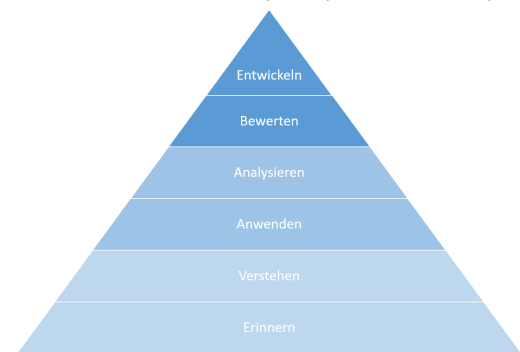 Entwickeln
Bewerten
Analysieren
Anwenden
Verstehen
Erinnern